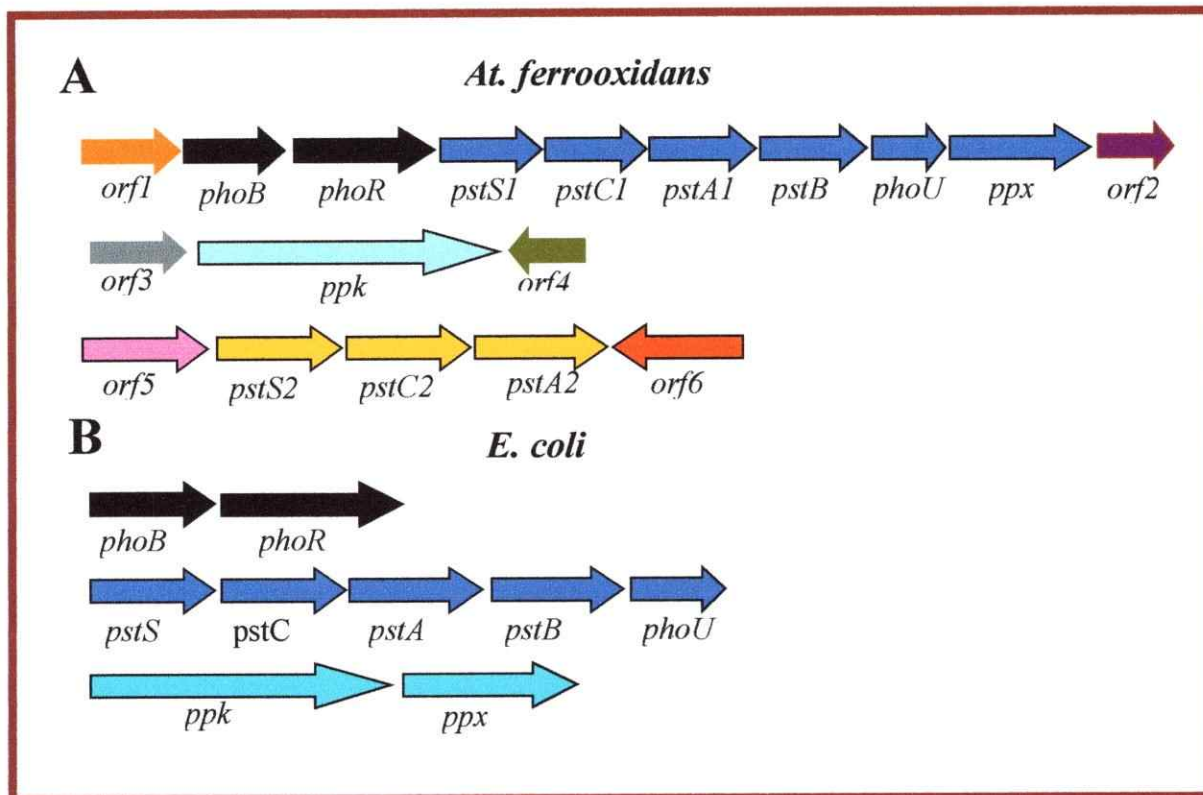 A
At. ferrooxidans
orf1 phoB phoR pstS1 pstC1 pstA1 pstB phoU ppx orf2
orf3 ppk orf4
orf5 pstS2 pstC2 pstA2 orf6
B
E. coli
phoB phoR
pstS pstC pstA pstB phoU
ppk ppx